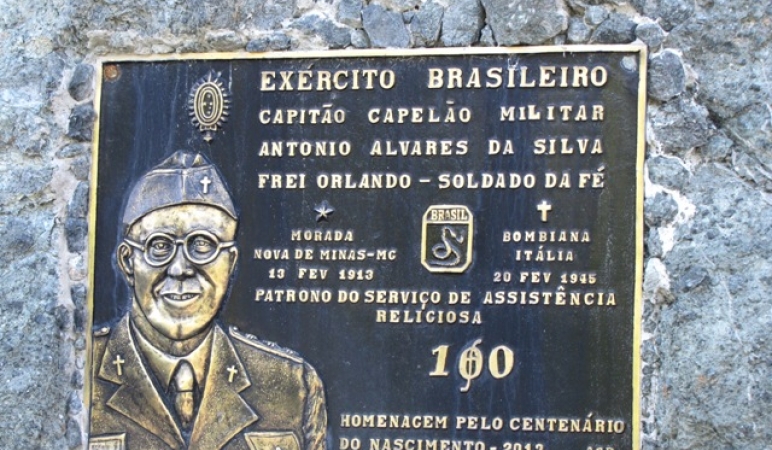 EXÉRCITO BRASILEIRO
CAPITÃO CAPELÃO MILITAR
ANTONIO ALVARES DA SILVA
FREI ORLANDO - SOLDADO DA FÉ
MORADA
NOVA DE MINAS-MG
13 FEV 1913
BRASIL
BOMBIANA
ITÁLIA
20 FEV 1945
PATRONO DO SERVIÇO DE ASSISTÊNCIA
RELIGIOSA
100
HOMENAGEM PELO CENTENÁRIO
DO NASCIMENTO - 2013